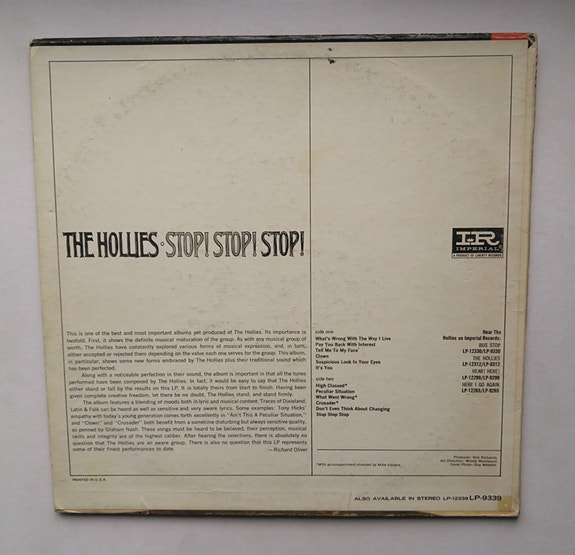 THE HOLLIES • STOP! STOP! STOP!
This is one of the best and most important albums yet produced of The Hollies. Its importance is
twofold. First, it shows the definite musical maturation of the group. As with any musical group of
worth, The Hollies have constantly explored various forms of musical expression, and, in turn,
either accepted or rejected them depending on the value each one serves for the group. This album,
in particular, shows some new forms embraced by The Hollies plus their traditional sound which
has been perfected.
Along with a noticeable perfection in their sound, the album is important in that all the tunes
performed have been composed by The Hollies. In fact, it would be easy to say that The Hollies
either stand or fall by the results on this LP. It is totally theirs from start to finish. Having been
given complete creative freedom, let there be no doubt, The Hollies stand, and stand firmly.
The album features a blending of moods both in lyric and musical content. Traces of Dixieland,
Latin & Folk can be heard as well as sensitive and very aware lyrics. Some examples: Tony Hicks'
empathy with today's young generation comes forth excellently in "Ain't This A Peculiar Situation,"
and "Clown" and "Crusader" both benefit from a sometime disturbing but always sensitive quality,
as penned by Graham Nash. These songs must be heard to be believed; their perception, musical
skills and integrity are of the highest caliber. After hearing the selections, there is absolutely no
question that The Hollies are an aware group. There is also no question that this LP represents
some of their finest performances to date.
— Richard Oliver
PRINTED IN U.S.A.
side one
What's Wrong With The Way I Live
Pay You Back With Interest
Tell Me To My Face
Clown
Suspicious Look In Your Eyes
It's You
side two
High Classed*
Peculiar Situation
What Went Wrong*
Crusader*
Don't Even Think About Changing
Stop Stop Stop
*With accompaniment directed by Mike Vickers
I-R
IMPERIAL
A PRODUCT OF LIBERTY RECORDS
Hear The
Hollies on Imperial Records:
BUS STOP
LP-12330/LP-9330
THE HOLLIES
LP-12312/LP-9312
HEAR! HERE!
LP-12299/LP-9299
HERE I GO AGAIN
LP-12265/LP-9265
Producer: Ron Richards
Art Direction: Woody Woodward
Cover Photo: Guy Webster
ALSO AVAILABLE IN STEREO LP-12339 LP-9339